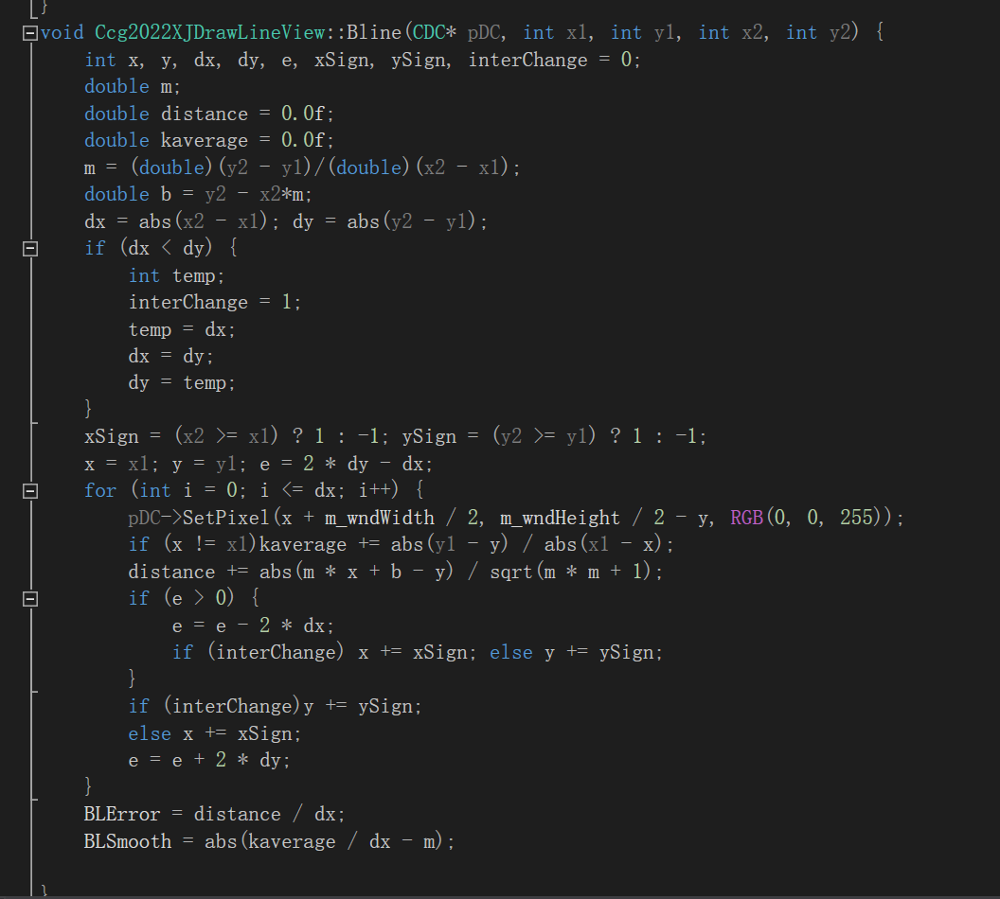 }
void Ccg2022XJDrawLineView::Bline(CDC* pDC, int x1, int y1, int x2, int y2) {
    int x, y, dx, dy, e, xSign, ySign, interChange = 0;
    double m;
    double distance = 0.0f;
    double kaverage = 0.0f;
    m = (double)(y2 - y1)/(double)(x2 - x1);
    double b = y2 - x2*m;
    dx = abs(x2 - x1); dy = abs(y2 - y1);
    if (dx < dy) {
        int temp;
        interChange = 1;
        temp = dx;
        dx = dy;
        dy = temp;
    }
    xSign = (x2 >= x1) ? 1 : -1; ySign = (y2 >= y1) ? 1 : -1;
    x = x1; y = y1; e = 2 * dy - dx;
    for (int i = 0; i <= dx; i++) {
        pDC->SetPixel(x + m_wndWidth / 2, m_wndHeight / 2 - y, RGB(0, 0, 255));
        if (x != x1)kaverage += abs(y1 - y) / abs(x1 - x);
        distance += abs(m * x + b - y) / sqrt(m * m + 1);
        if (e > 0) {
            e = e - 2 * dx;
            if (interChange) x += xSign; else y += ySign;
        }
        if (interChange)y += ySign;
        else x += xSign;
        e = e + 2 * dy;
    }
    BLError = distance / dx;
    BLSmooth = abs(kaverage / dx - m);
}